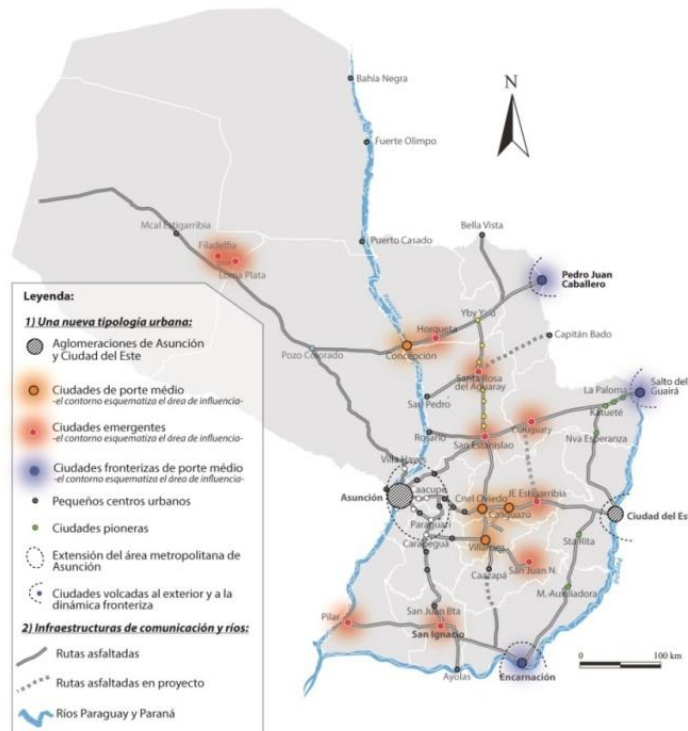 Bahía Negra
N
Fuerte Olimpo
Bella Vista
Mcal Estigarribia
Puerto Casado
Filadelfia
Loma Plata
Pedro Juan
Caballero
Yby Yaú
Horqueta
Capitán Bado
Pozo Colorado
Concepción
Santa Rosa
del Aguaray
La Paloma
Salto del
Guairá
San Pedro
Katueté
Curuguaty
Rosario
San Estanislao
Nva Esperanza
Villa Hayes
Asunción
Caacupé
Cnel Oviedo
JE Estigarribia
Caaguazú
Ciudad del Est
Paraguarí
Carapeguá
Villarrica
Sta Rita
San Juan N.
Caazapá
M. Auxiliadora
San Juan Bta
Pilar
San Ignacio
Ayolas
Encarnación
0
100 km
Leyenda:
1) Una nueva tipología urbana:
Aglomeraciones de Asunción
y Ciudad del Este
Ciudades de porte médio
-el contorno esquematiza el área de influencia-
Ciudades emergentes
-el contorno esquematiza el área de influencia-
Ciudades fronterizas de porte médio
-el contorno esquematiza el área de influencia-
Pequeños centros urbanos
Ciudades pioneras
Extensión del área metropolitana de
Asunción
Ciudades volcadas al exterior y a la
dinámica fronteriza
2) Infraestructuras de comunicación y ríos:
Rutas asfaltadas
Rutas asfaltadas en proyecto
Ríos Paraguay y Paraná